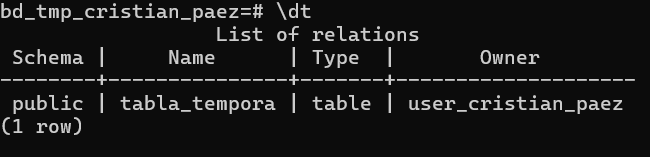 bd_tmp_cristian_paez=# \dt
List of relations
Schema | Name | Type | Owner
--------+---------------+-------+--------------------
public | tabla_tempora | table | user_cristian_paez
(1 row)